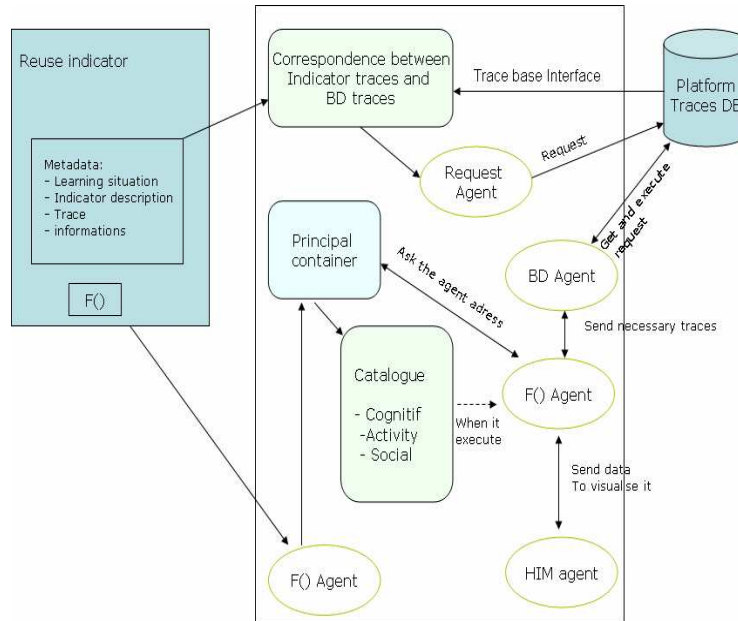 Reuse indicator
Metadata:
- Learning situation
- Indicator description
- Trace
- informations
F()
Correspondence between
Indicator traces and
BD traces
Trace base Interface
Platform
Traces DB
Request
Agent
Request
Principal
container
Ask the agent adress
Get and execute
request
BD Agent
Send necessary traces
Catalogue
- Cognitif
-Activity
- Social
When it
execute
F() Agent
Send data
To visualise it
F() Agent
HIM agent